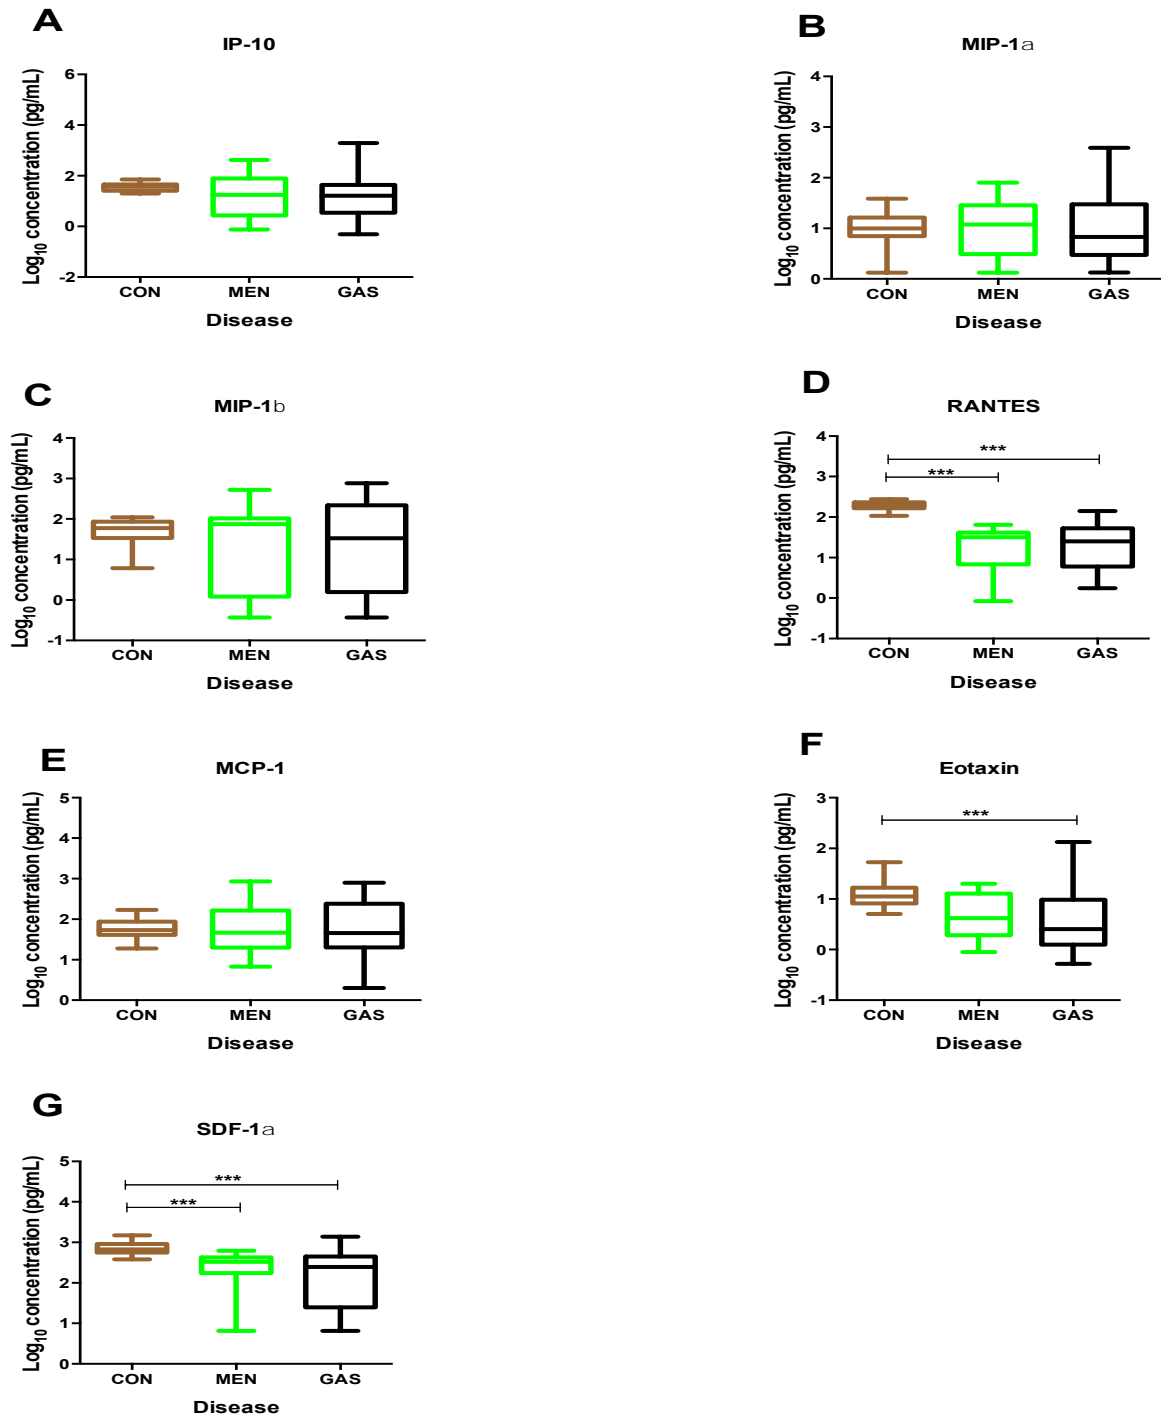 A
IP-10
Log10 concentration (pg/mL)
6
4
2
0
-2
CON MEN GAS
Disease
B
MIP-1a
Log10 concentration (pg/mL)
4
3
2
1
0
CON MEN GAS
Disease
C
MIP-1b
Log10 concentration (pg/mL)
4
3
2
1
0
-1
CON MEN GAS
Disease
D
RANTES
Log10 concentration (pg/mL)
4
3
2
1
0
-1
***
***
CON MEN GAS
Disease
E
MCP-1
Log10 concentration (pg/mL)
5
4
3
2
1
0
CON MEN GAS
Disease
F
Eotaxin
Log10 concentration (pg/mL)
3
2
1
0
-1
***
CON MEN GAS
Disease
G
SDF-1a
Log10 concentration (pg/mL)
5
4
3
2
1
0
***
***
CON MEN GAS
Disease